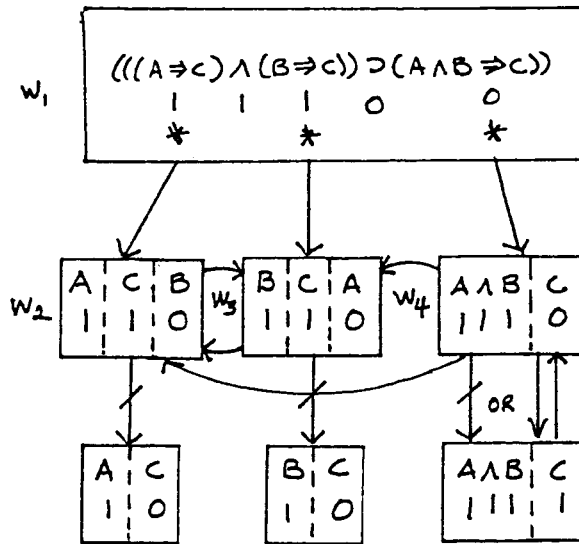 (((A⇒C)∧(B⇒C))⊃(A∧B⇒C))
W₁
1 1 1 0 0
* * *
A C B B C A A∧B C
W₂ W₃ W₄
1 1 0 1 1 0 1 1 1 0
OR
A C B C A∧B C
1 0 1 0 1 1 1 1